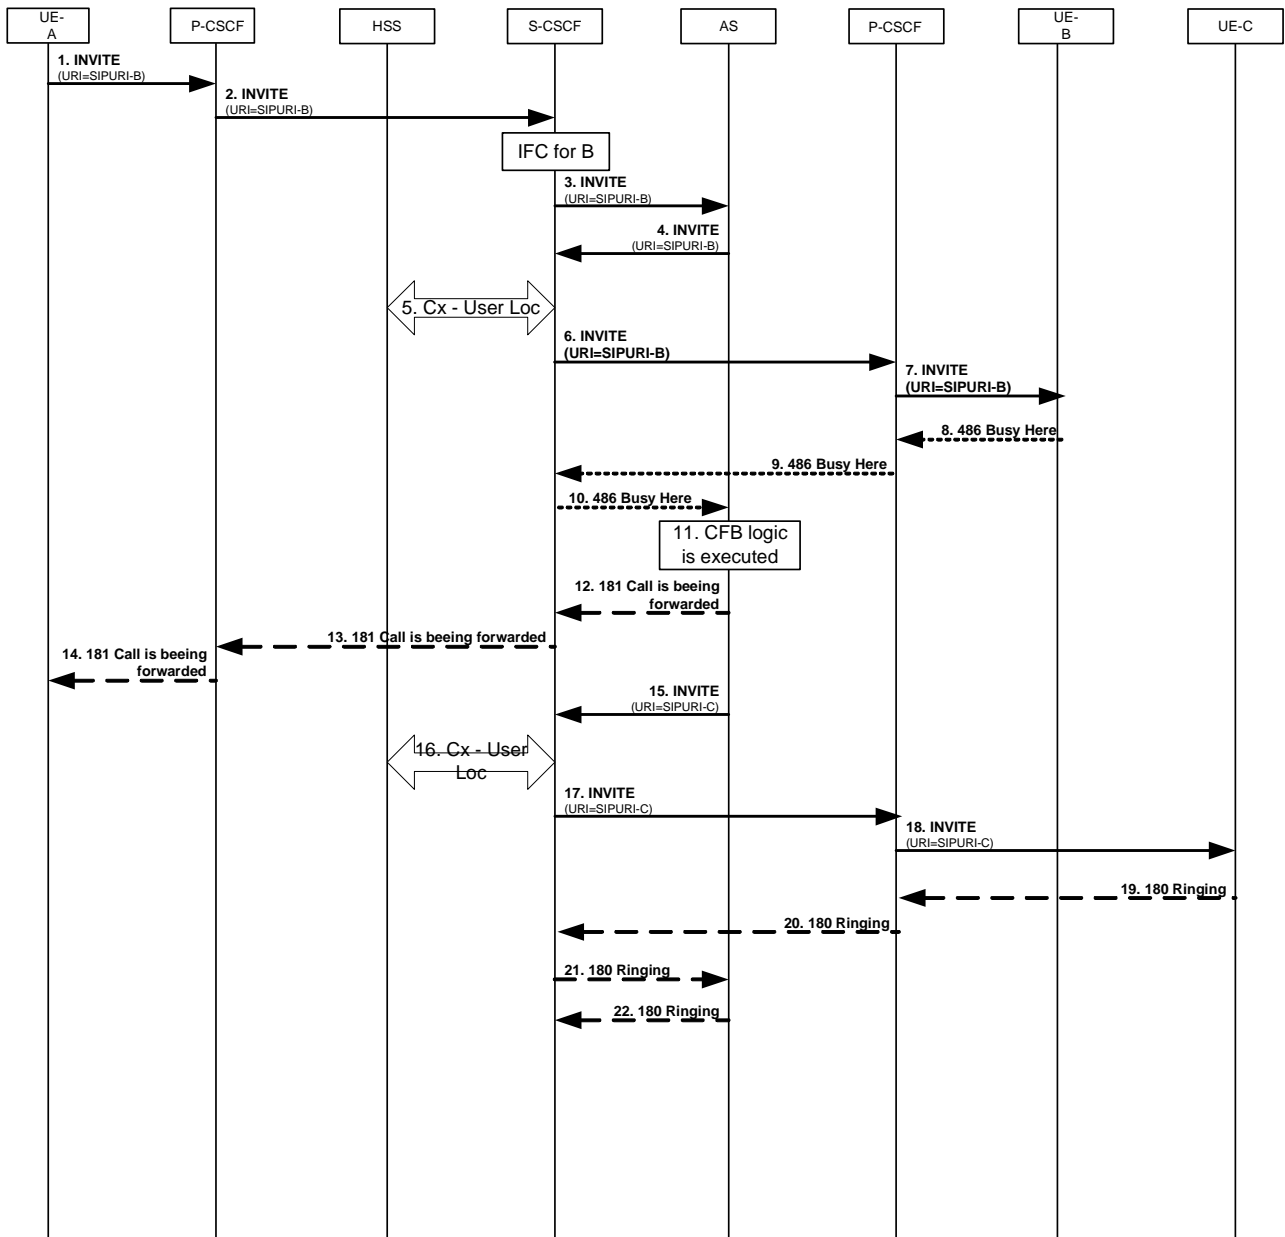 UE-
A
P-CSCF
HSS
S-CSCF
AS
P-CSCF
UE-
B
UE-C
1. INVITE
(URI=SIPURI-B)
2. INVITE
(URI=SIPURI-B)
IFC for B
3. INVITE
(URI=SIPURI-B)
4. INVITE
(URI=SIPURI-B)
5. Cx - User Loc
6. INVITE
(URI=SIPURI-B)
7. INVITE
(URI=SIPURI-B)
8. 486 Busy Here
9. 486 Busy Here
10. 486 Busy Here
11. CFB logic
is executed
12. 181 Call is beeing
forwarded
13. 181 Call is beeing forwarded
14. 181 Call is beeing
forwarded
15. INVITE
(URI=SIPURI-C)
16. Cx - User
Loc
17. INVITE
(URI=SIPURI-C)
18. INVITE
(URI=SIPURI-C)
19. 180 Ringing
20. 180 Ringing
21. 180 Ringing
22. 180 Ringing